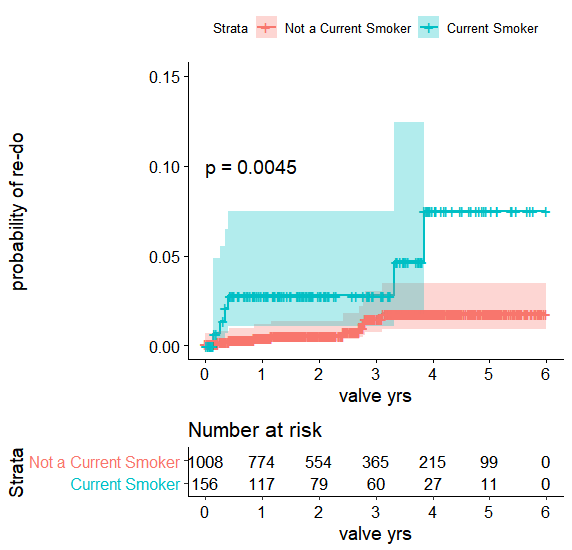 Strata Not a Current Smoker Current Smoker
probability of re-do
0.15
0.10
0.05
0.00
p = 0.0045
0 1 2 3 4 5 6
valve yrs
Number at risk
Strata
Not a Current Smoker 1008 774 554 365 215 99 0
Current Smoker 156 117 79 60 27 11 0
0 1 2 3 4 5 6
valve yrs